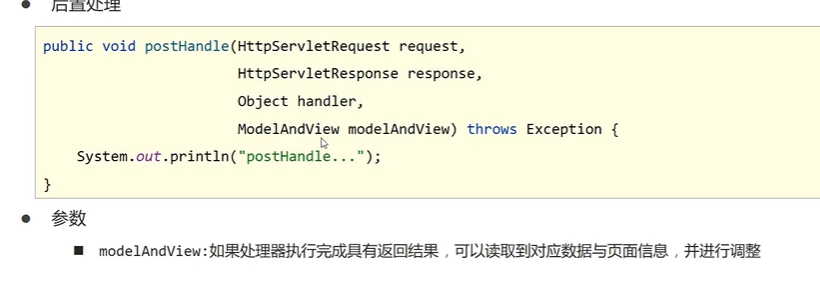 后置处理
public void postHandle(HttpServletRequest request,
HttpServletResponse response,
Object handler,
ModelAndView modelAndView) throws Exception {
System.out.println("postHandle...");
}
参数
modelAndView:如果处理器执行完成具有返回结果，可以读取到对应数据与页面信息，并进行调整